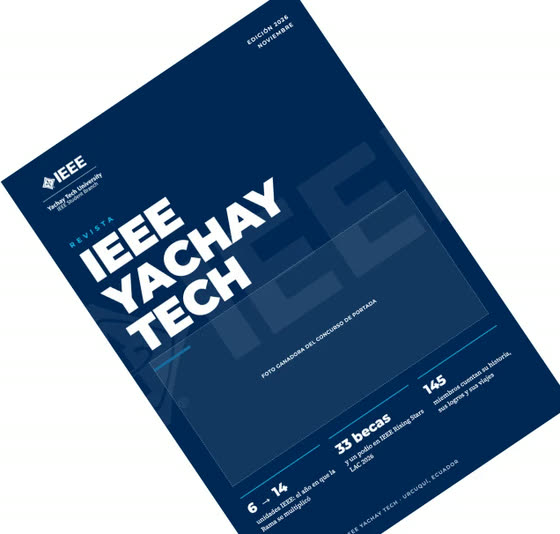 EDICIÓN 2026
NOVIEMBRE
IEEE
Yachay Tech University
IEEE Student Branch
REVISTA
IEEE
YACHAY
TECH
FOTO GANADORA DEL CONCURSO DE PORTADA
6 → 14
unidades IEEE: el año en que la
Rama se multiplicó
33 becas
y un podio en IEEE Rising Stars
LAC 2026
145
miembros cuentan su historia,
sus logros y sus viajes
IEEE YACHAY TECH · URCUQUÍ, ECUADOR